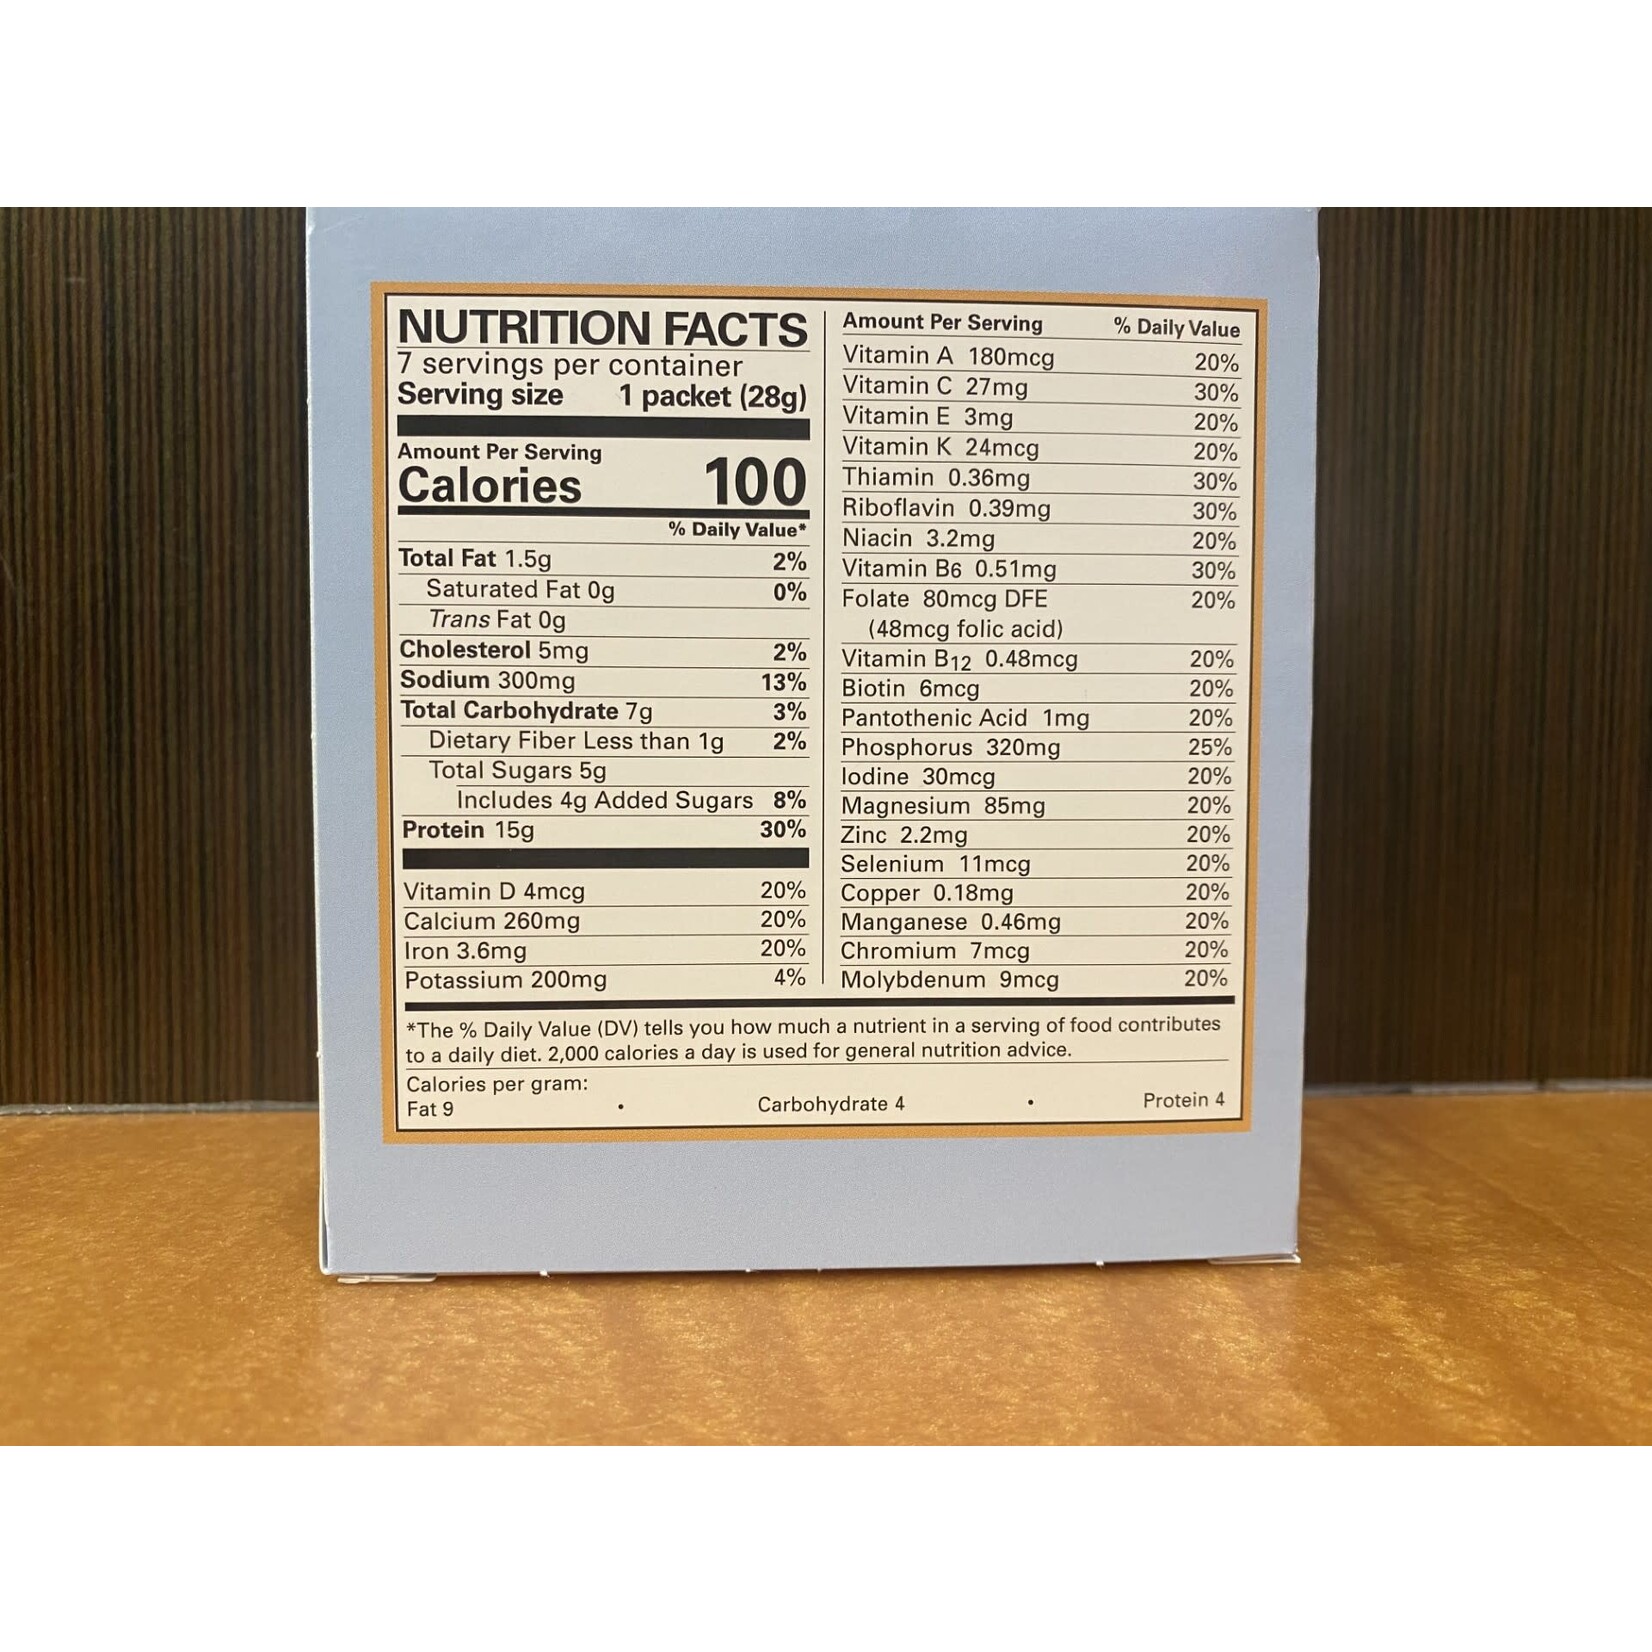 NUTRITION FACTS
7 servings per container
Serving size 1 packet (28g)
Amount Per Serving
Calories 100
% Daily Value*
Total Fat 1.5g 2%
Saturated Fat 0g 0%
Trans Fat 0g
Cholesterol 5mg 2%
Sodium 300mg 13%
Total Carbohydrate 7g 3%
Dietary Fiber Less than 1g 2%
Total Sugars 5g
Includes 4g Added Sugars 8%
Protein 15g 30%
Vitamin D 4mcg 20%
Calcium 260mg 20%
Iron 3.6mg 20%
Potassium 200mg 4%
Amount Per Serving % Daily Value
Vitamin A 180mcg 20%
Vitamin C 27mg 30%
Vitamin E 3mg 20%
Vitamin K 24mcg 20%
Thiamin 0.36mg 30%
Riboflavin 0.39mg 30%
Niacin 3.2mg 20%
Vitamin B6 0.51mg 30%
Folate 80mcg DFE 20%
(48mcg folic acid)
Vitamin B12 0.48mcg 20%
Biotin 6mcg 20%
Pantothenic Acid 1mg 20%
Phosphorus 320mg 25%
Iodine 30mcg 20%
Magnesium 85mg 20%
Zinc 2.2mg 20%
Selenium 11mcg 20%
Copper 0.18mg 20%
Manganese 0.46mg 20%
Chromium 7mcg 20%
Molybdenum 9mcg 20%
*The % Daily Value (DV) tells you how much a nutrient in a serving of food contributes
to a daily diet. 2,000 calories a day is used for general nutrition advice.
Calories per gram:
Fat 9 • Carbohydrate 4 • Protein 4